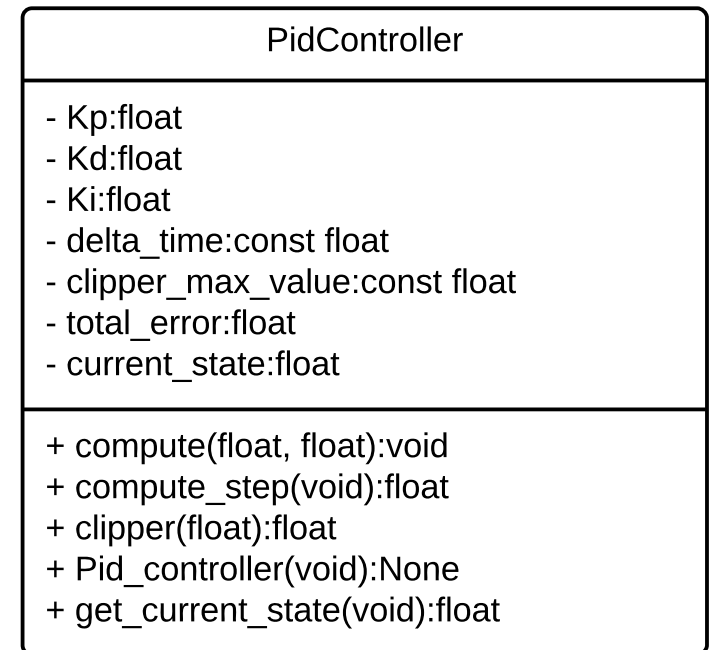 PidController
- Kp:float
- Kd:float
- Ki:float
- delta_time:const float
- clipper_max_value:const float
- total_error:float
- current_state:float
+ compute(float, float):void
+ compute_step(void):float
+ clipper(float):float
+ Pid_controller(void):None
+ get_current_state(void):float